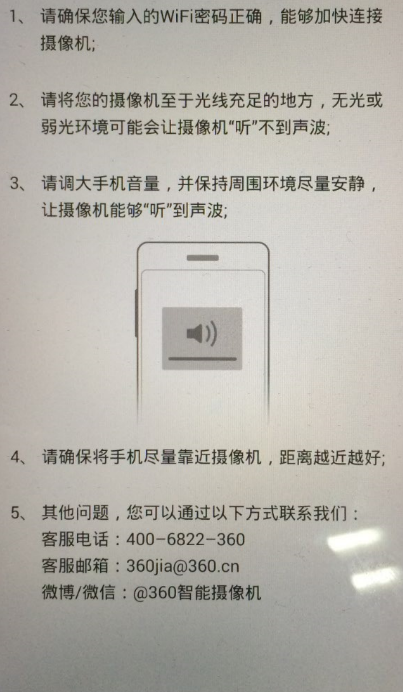 1、请确保您输入的WiFi密码正确，能够加快连接
摄像机;
2、请将您的摄像机至于光线充足的地方，无光或
弱光环境可能会让摄像机“听”不到声波;
3、请调大手机音量，并保持周围环境尽量安静，
让摄像机能够“听”到声波;
4、请确保将手机尽量靠近摄像机，距离越近越好;
5、其他问题，您可以通过以下方式联系我们：
客服电话：400-6822-360
客服邮箱：360jia@360.cn
微博/微信：@360智能摄像机